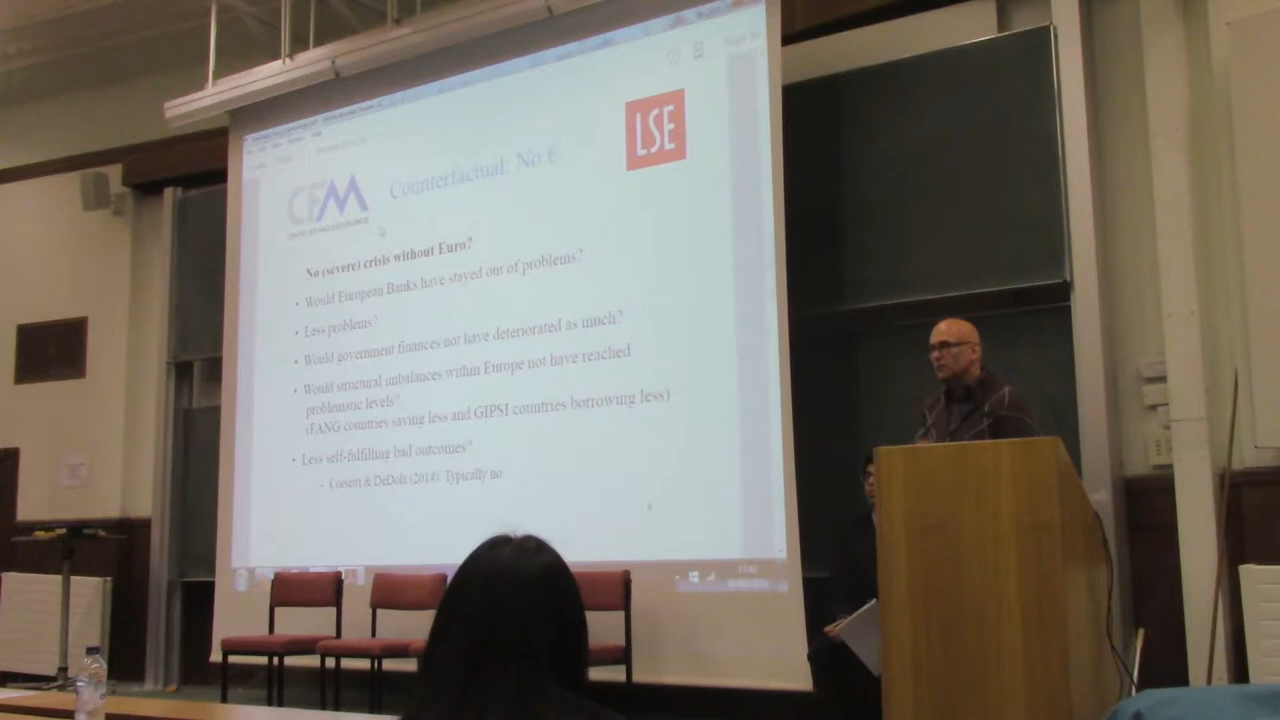 LSE
CFM
Counterfactual: No €
No (severe) crisis without Euro?
• Would European Banks have stayed out of problems?
• Less problems?
• Would government finances not have deteriorated as much?
• Would structural imbalances within Europe not have reached
problematic levels?
(FANG countries saving less and GIPSI countries borrowing less)
• Less self-fulfilling bad outcomes?
– Corsetti & DeDola (2014): Typically no